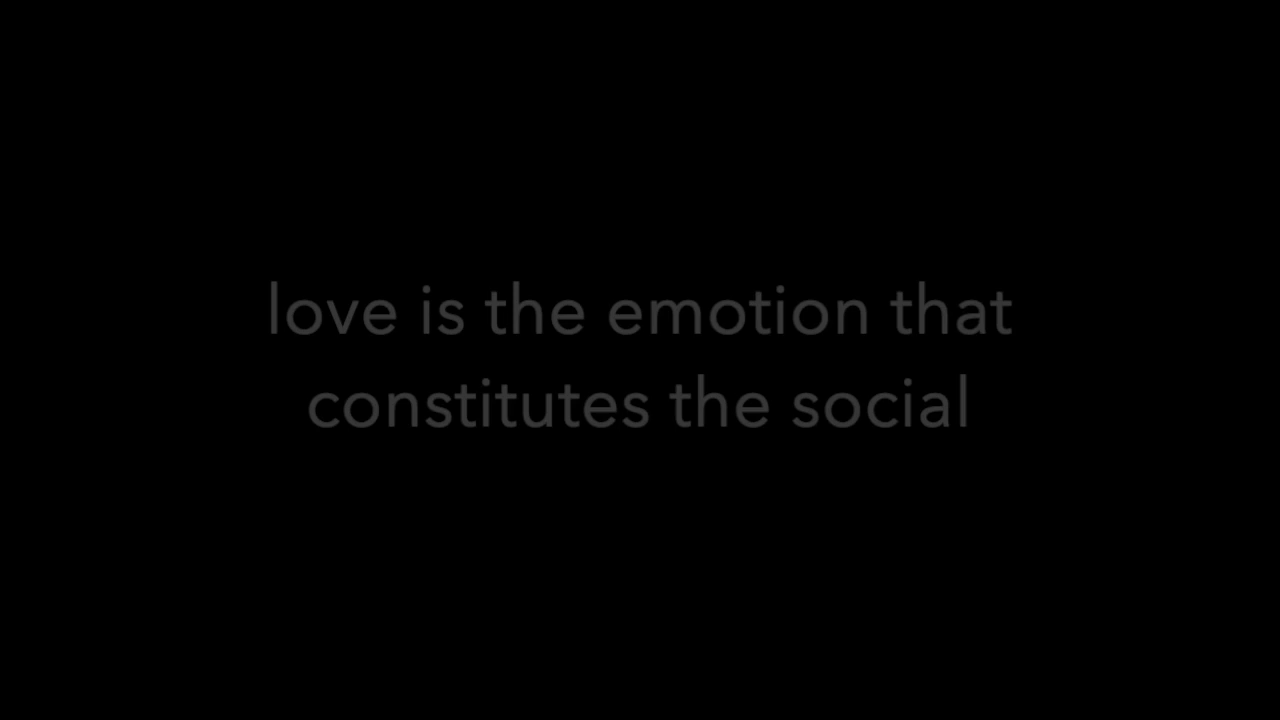 love is the emotion that
constitutes the social